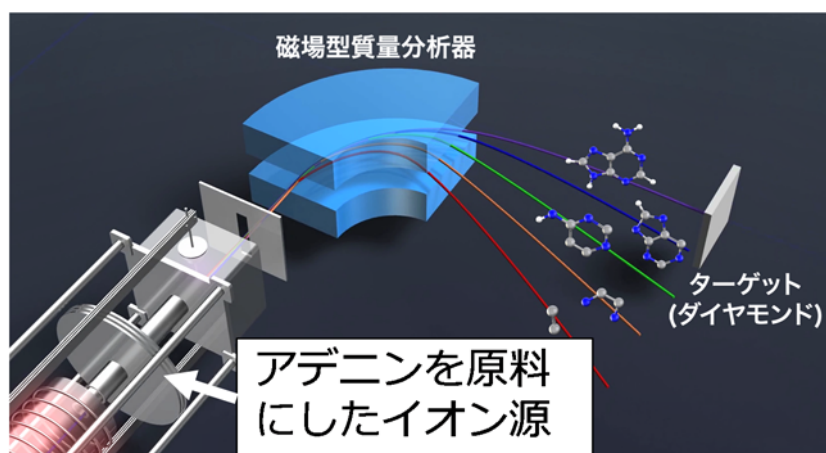 磁場型質量分析器
ターゲット
(ダイヤモンド)
アデニンを原料
にしたイオン源